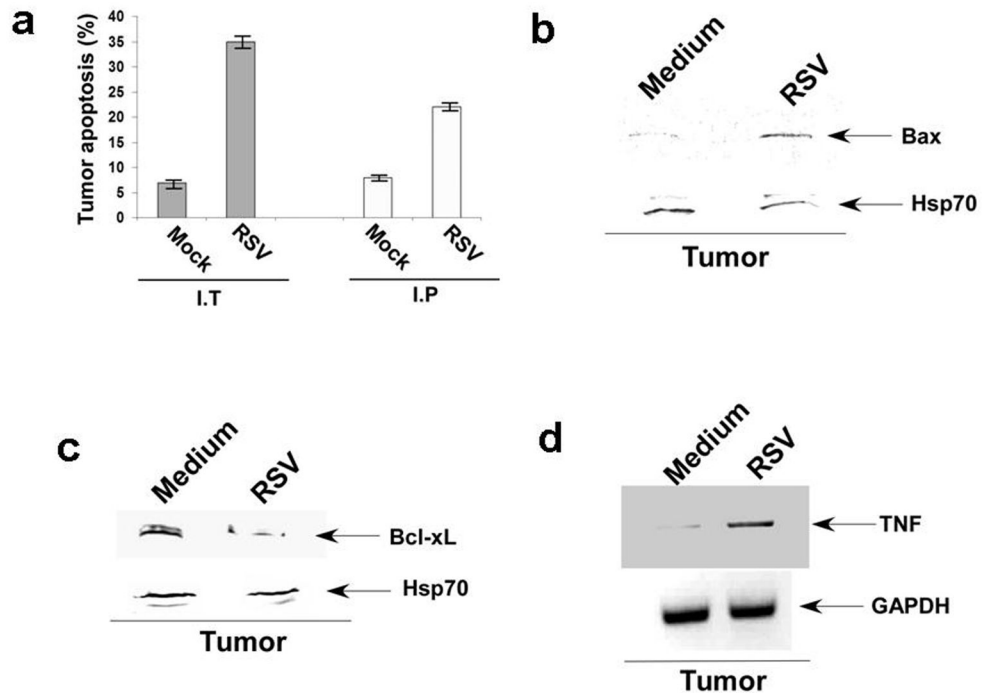 a
Tumor apoptosis (%)
40
35
30
25
20
15
10
5
0
Mock
RSV
Mock
RSV
I.T
I.P
b
Medium
RSV
Bax
Hsp70
Tumor
c
Medium
RSV
Bcl-xL
Hsp70
Tumor
d
Medium
RSV
TNF
GAPDH
Tumor